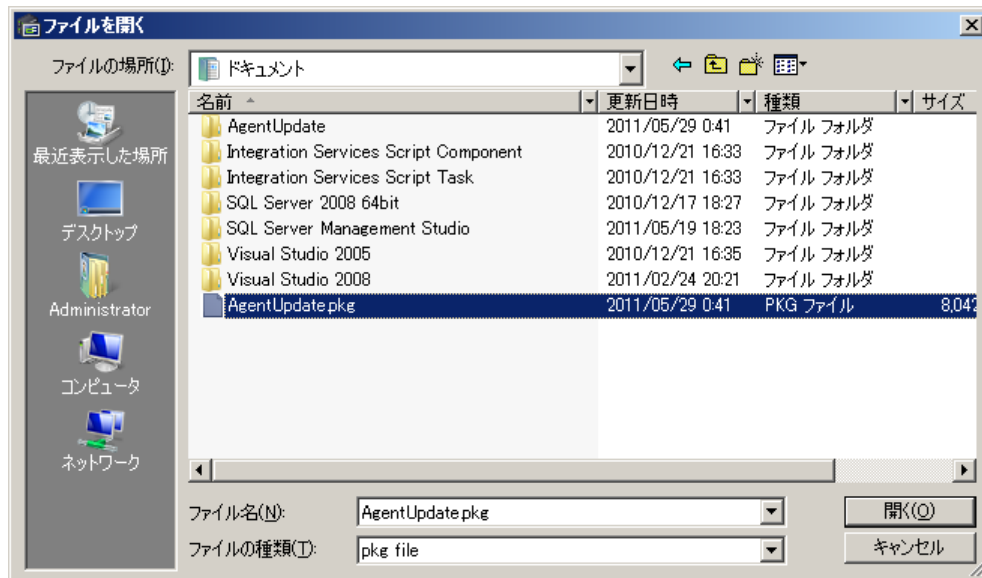 ファイルを開く
ファイルの場所(I):
ドキュメント
名前
更新日時
種類
サイズ
AgentUpdate 2011/05/29 0:41 ファイル フォルダ
Integration Services Script Component 2010/12/21 16:33 ファイル フォルダ
Integration Services Script Task 2010/12/21 16:33 ファイル フォルダ
SQL Server 2008 64bit 2010/12/17 18:27 ファイル フォルダ
SQL Server Management Studio 2011/05/19 18:23 ファイル フォルダ
Visual Studio 2005 2010/12/21 16:35 ファイル フォルダ
Visual Studio 2008 2011/02/24 20:21 ファイル フォルダ
AgentUpdate.pkg 2011/05/29 0:41 PKG ファイル 8,042
最近表示した場所
デスクトップ
Administrator
コンピュータ
ネットワーク
ファイル名(N):
AgentUpdate.pkg
開く(O)
ファイルの種類(T):
pkg file
キャンセル